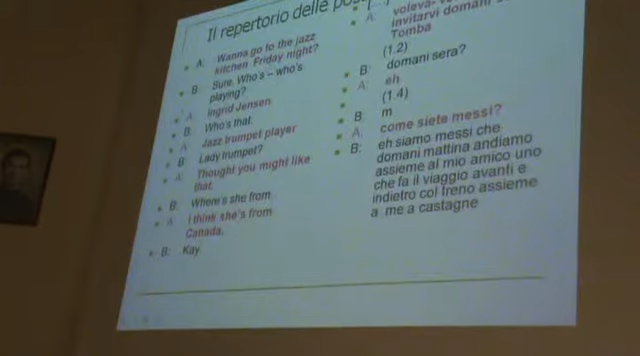 Il repertorio delle
A: Wanna go to the jazz
kitchen Friday night?
B: Sure. Who's – who's
playing?
A: Ingrid Jensen
B: Who's that.
A: Jazz trumpet player
B: Lady trumpet?
A: Thought you might like
that.
B: Where's she from
A: I think she's from
Canada.
B: Kay
A: voleva-
invitarvi domani
Tomba
(1.2)
B: domani sera?
A: eh
(1.4)
B: m
A: come siete messi?
B: eh siamo messi che
domani mattina andiamo
assieme al mio amico uno
che fa il viaggio avanti e
indietro col treno assieme
a me a castagne